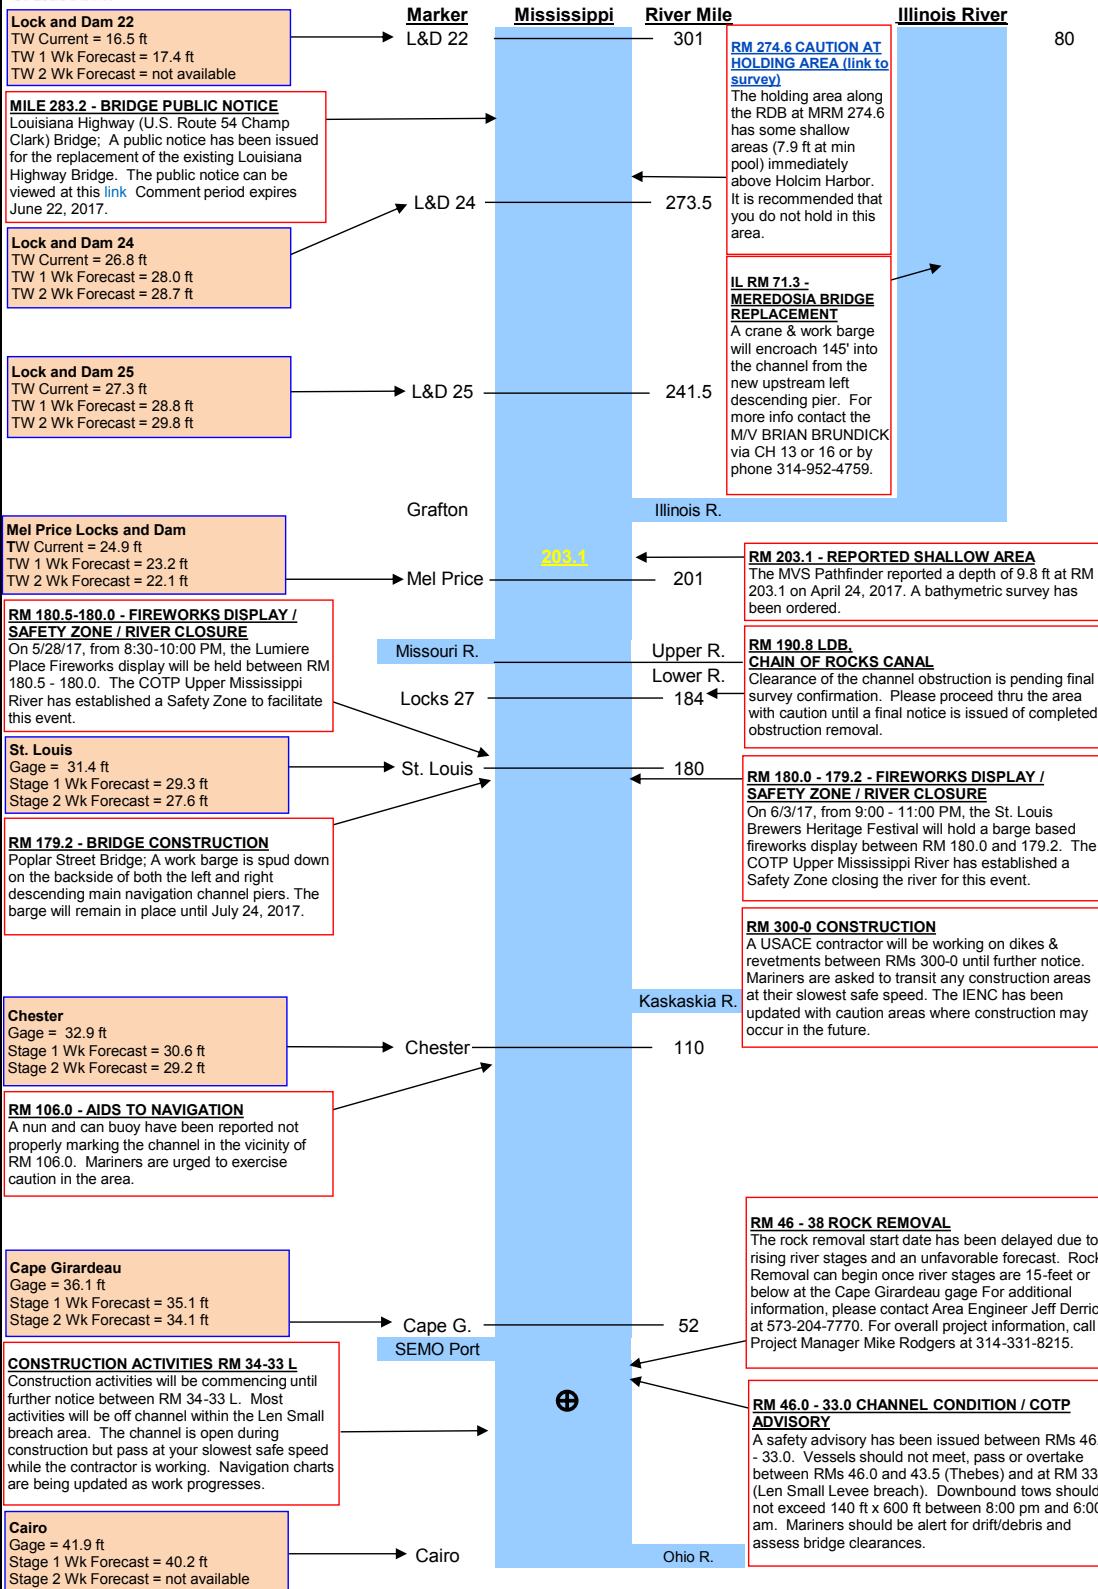 Marker
Mississippi
River Mile
Illinois River
Lock and Dam 22
TW Current = 16.5 ft
TW 1 Wk Forecast = 17.4 ft
TW 2 Wk Forecast = not available
L&D 22
301
80
RM 274.6 CAUTION AT
HOLDING AREA (link to
survey)
The holding area along
the RDB at MRM 274.6
has some shallow
areas (7.9 ft at min
pool) immediately
above Holcim Harbor.
It is recommended that
you do not hold in this
area.
MILE 283.2 - BRIDGE PUBLIC NOTICE
Louisiana Highway (U.S. Route 54 Champ
Clark) Bridge; A public notice has been issued
for the replacement of the existing Louisiana
Highway Bridge. The public notice can be
viewed at this link Comment period expires
June 22, 2017.
L&D 24
273.5
Lock and Dam 24
TW Current = 26.8 ft
TW 1 Wk Forecast = 28.0 ft
TW 2 Wk Forecast = 28.7 ft
IL RM 71.3 -
MEREDOSIA BRIDGE
REPLACEMENT
A crane & work barge
will encroach 145' into
the channel from the
new upstream left
descending pier. For
more info contact the
M/V BRIAN BRUNDICK
via CH 13 or 16 or by
phone 314-952-4759.
Lock and Dam 25
TW Current = 27.3 ft
TW 1 Wk Forecast = 28.8 ft
TW 2 Wk Forecast = 29.8 ft
L&D 25
241.5
Grafton
Illinois R.
Mel Price Locks and Dam
TW Current = 24.9 ft
TW 1 Wk Forecast = 23.2 ft
TW 2 Wk Forecast = 22.1 ft
203.1
Mel Price
201
RM 203.1 - REPORTED SHALLOW AREA
The MVS Pathfinder reported a depth of 9.8 ft at RM
203.1 on April 24, 2017. A bathymetric survey has
been ordered.
RM 180.5-180.0 - FIREWORKS DISPLAY /
SAFETY ZONE / RIVER CLOSURE
On 5/28/17, from 8:30-10:00 PM, the Lumiere
Place Fireworks display will be held between RM
180.5 - 180.0. The COTP Upper Mississippi
River has established a Safety Zone to facilitate
this event.
Missouri R.
Upper R.
Lower R.
Locks 27
184
RM 190.8 LDB,
CHAIN OF ROCKS CANAL
Clearance of the channel obstruction is pending final
survey confirmation. Please proceed thru the area
with caution until a final notice is issued of completed
obstruction removal.
St. Louis
Gage = 31.4 ft
Stage 1 Wk Forecast = 29.3 ft
Stage 2 Wk Forecast = 27.6 ft
St. Louis
180
RM 180.0 - 179.2 - FIREWORKS DISPLAY /
SAFETY ZONE / RIVER CLOSURE
On 6/3/17, from 9:00 - 11:00 PM, the St. Louis
Brewers Heritage Festival will hold a barge based
fireworks display between RM 180.0 and 179.2. The
COTP Upper Mississippi River has established a
Safety Zone closing the river for this event.
RM 179.2 - BRIDGE CONSTRUCTION
Poplar Street Bridge; A work barge is spud down
on the backside of both the left and right
descending main navigation channel piers. The
barge will remain in place until July 24, 2017.
RM 300-0 CONSTRUCTION
A USACE contractor will be working on dikes &
revetments between RMs 300-0 until further notice.
Mariners are asked to transit any construction areas
at their slowest safe speed. The IENC has been
updated with caution areas where construction may
occur in the future.
Kaskaskia R.
Chester
Gage = 32.9 ft
Stage 1 Wk Forecast = 30.6 ft
Stage 2 Wk Forecast = 29.2 ft
Chester
110
RM 106.0 - AIDS TO NAVIGATION
A nun and can buoy have been reported not
properly marking the channel in the vicinity of
RM 106.0. Mariners are urged to exercise
caution in the area.
RM 46 - 38 ROCK REMOVAL
The rock removal start date has been delayed due to
rising river stages and an unfavorable forecast. Rock
Removal can begin once river stages are 15-feet or
below at the Cape Girardeau gage For additional
information, please contact Area Engineer Jeff Derric
at 573-204-7770. For overall project information, call
Project Manager Mike Rodgers at 314-331-8215.
Cape Girardeau
Gage = 36.1 ft
Stage 1 Wk Forecast = 35.1 ft
Stage 2 Wk Forecast = 34.1 ft
Cape G.
52
SEMO Port
CONSTRUCTION ACTIVITIES RM 34-33 L
Construction activities will be commencing until
further notice between RM 34-33 L. Most
activities will be off channel within the Len Small
breach area. The channel is open during
construction but pass at your slowest safe speed
while the contractor is working. Navigation charts
are being updated as work progresses.
RM 46.0 - 33.0 CHANNEL CONDITION / COTP
ADVISORY
A safety advisory has been issued between RMs 46.
- 33.0. Vessels should not meet, pass or overtake
between RMs 46.0 and 43.5 (Thebes) and at RM 33
(Len Small Levee breach). Downbound tows should
not exceed 140 ft x 600 ft between 8:00 pm and 6:00
am. Mariners should be alert for drift/debris and
assess bridge clearances.
Cairo
Gage = 41.9 ft
Stage 1 Wk Forecast = 40.2 ft
Stage 2 Wk Forecast = not available
Cairo
Ohio R.